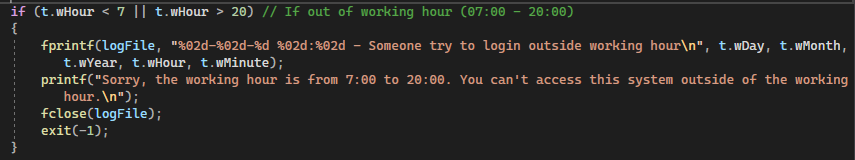 if (t.wHour < 7 || t.wHour > 20) // If out of working hour (07:00 - 20:00)
{
fprintf(logFile, "%02d-%02d-%d %02d:%02d - Someone try to login outside working hour\n", t.wDay, t.wMonth,
t.wYear, t.wHour, t.wMinute);
printf("Sorry, the working hour is from 7:00 to 20:00. You can't access this system outside of the working
hour.\n");
fclose(logFile);
exit(-1);
}